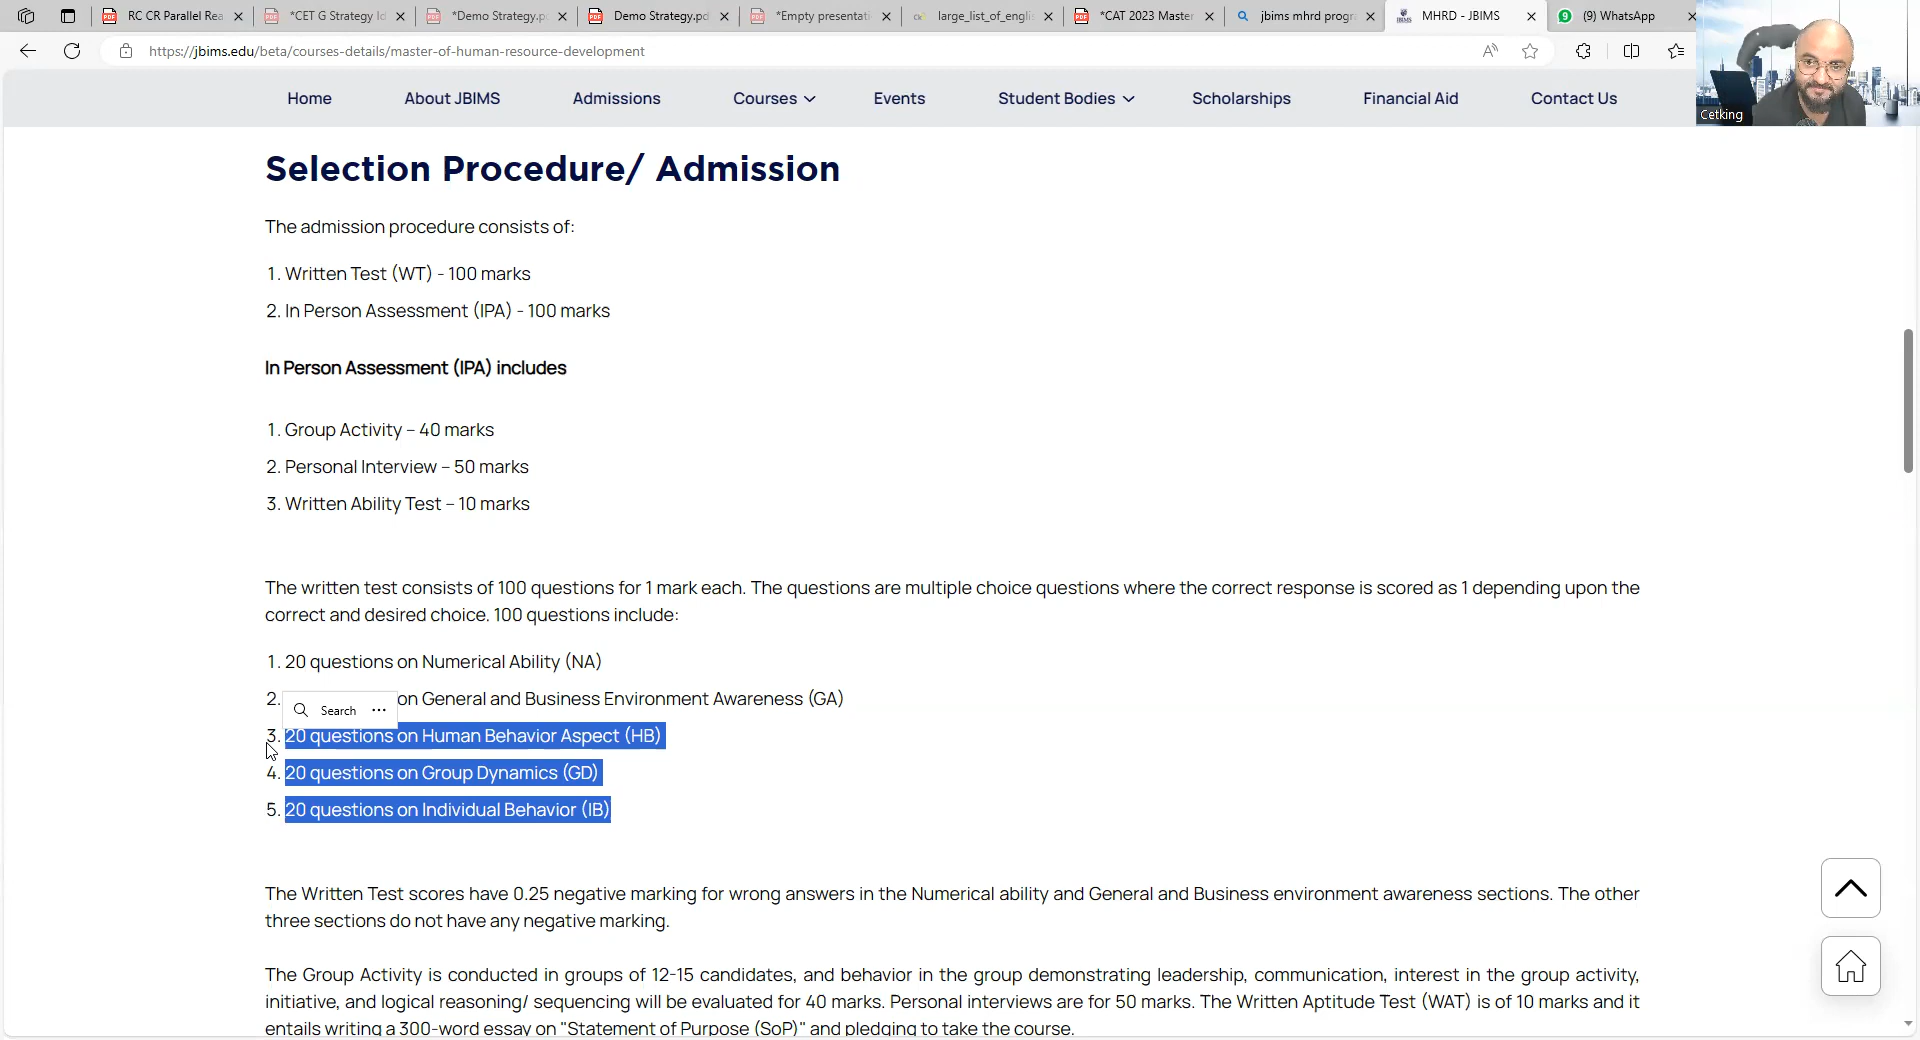 RC CR Parallel Rea
*CET G Strategy Id
*Demo Strategy.p
Demo Strategy.pd
*Empty presentati
large_list_of_engli
*CAT 2023 Master
jbims mhrd progr
MHRD - JBIMS
(9) WhatsApp
https://jbims.edu/beta/courses-details/master-of-human-resource-development
Home About JBIMS Admissions Courses Events Student Bodies Scholarships Financial Aid Contact Us
Cetking
Selection Procedure/ Admission
The admission procedure consists of:
1. Written Test (WT) - 100 marks
2. In Person Assessment (IPA) - 100 marks
In Person Assessment (IPA) includes
1. Group Activity – 40 marks
2. Personal Interview – 50 marks
3. Written Ability Test – 10 marks
The written test consists of 100 questions for 1 mark each. The questions are multiple choice questions where the correct response is scored as 1 depending upon the
correct and desired choice. 100 questions include:
1. 20 questions on Numerical Ability (NA)
2. on General and Business Environment Awareness (GA)
Search ...
3. 20 questions on Human Behavior Aspect (HB)
4. 20 questions on Group Dynamics (GD)
5. 20 questions on Individual Behavior (IB)
The Written Test scores have 0.25 negative marking for wrong answers in the Numerical ability and General and Business environment awareness sections. The other
three sections do not have any negative marking.
The Group Activity is conducted in groups of 12-15 candidates, and behavior in the group demonstrating leadership, communication, interest in the group activity,
initiative, and logical reasoning/ sequencing will be evaluated for 40 marks. Personal interviews are for 50 marks. The Written Aptitude Test (WAT) is of 10 marks and it
entails writing a 300-word essay on "Statement of Purpose (SoP)" and pledging to take the course.